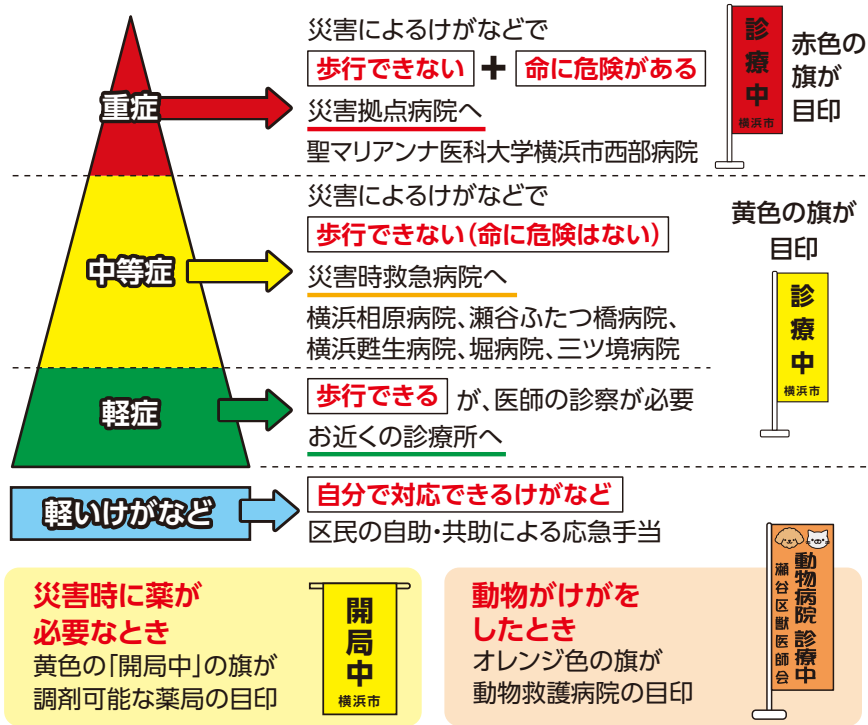 重症
災害によるけがなどで
歩行できない + 命に危険がある
災害拠点病院へ
聖マリアンナ医科大学横浜市西部病院
診療中
横浜市
赤色の
旗が
目印
中等症
災害によるけがなどで
歩行できない(命に危険はない)
災害時救急病院へ
横浜相原病院、瀬谷ふたつ橋病院、
横浜甦生病院、堀病院、三ツ境病院
黄色の旗が
目印
診療中
横浜市
軽症
歩行できる が、医師の診察が必要
お近くの診療所へ
軽いけがなど
自分で対応できるけがなど
区民の自助・共助による応急手当
災害時に薬が
必要なとき
黄色の「開局中」の旗が
調剤可能な薬局の目印
開局中
横浜市
動物がけがを
したとき
オレンジ色の旗が
動物救護病院の目印
動物病院 診療中
瀬谷区獣医師会